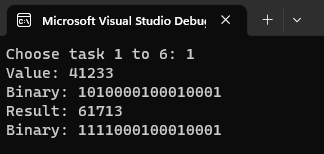 Microsoft Visual Studio Debug
Choose task 1 to 6: 1
Value: 41233
Binary: 1010000100010001
Result: 61713
Binary: 1111000100010001